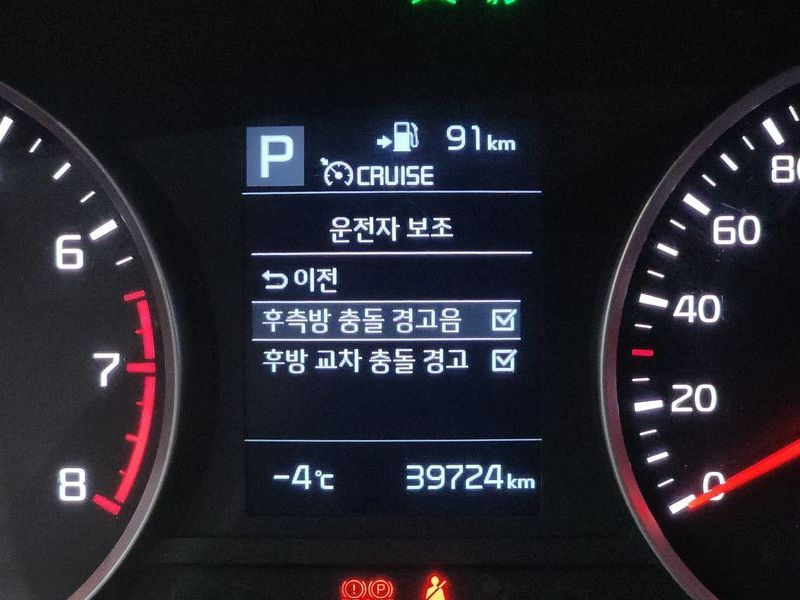 P
91km
CRUISE
운전자 보조
이전
후측방 충돌 경고음
후방 교차 충돌 경고
-4℃
39724km
6
7
8
80
60
40
20
0
P